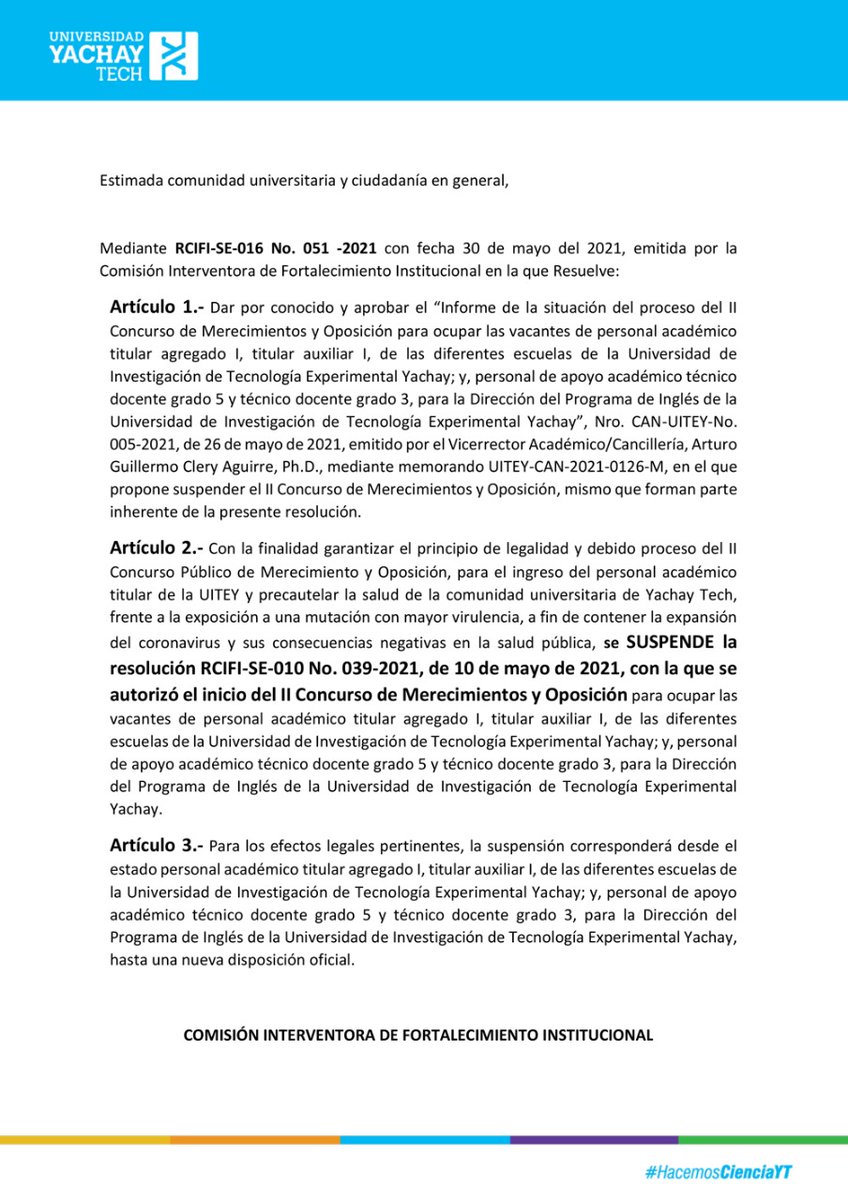 UNIVERSIDAD
YACHAY
TECH
Estimada comunidad universitaria y ciudadanía en general,
Mediante RCIFI-SE-016 No. 051 -2021 con fecha 30 de mayo del 2021, emitida por la
Comisión Interventora de Fortalecimiento Institucional en la que Resuelve:
Artículo 1.- Dar por conocido y aprobar el “Informe de la situación del proceso del II
Concurso de Merecimientos y Oposición para ocupar las vacantes de personal académico
titular agregado I, titular auxiliar I, de las diferentes escuelas de la Universidad de
Investigación de Tecnología Experimental Yachay; y, personal de apoyo académico técnico
docente grado 5 y técnico docente grado 3, para la Dirección del Programa de Inglés de la
Universidad de Investigación de Tecnología Experimental Yachay”, Nro. CAN-UITEY-No.
005-2021, de 26 de mayo de 2021, emitido por el Vicerrector Académico/Cancillería, Arturo
Guillermo Clery Aguirre, Ph.D., mediante memorando UITEY-CAN-2021-0126-M, en el que
propone suspender el II Concurso de Merecimientos y Oposición, mismo que forman parte
inherente de la presente resolución.
Artículo 2.- Con la finalidad garantizar el principio de legalidad y debido proceso del II
Concurso Público de Merecimiento y Oposición, para el ingreso del personal académico
titular de la UITEY y precautelar la salud de la comunidad universitaria de Yachay Tech,
frente a la exposición a una mutación con mayor virulencia, a fin de contener la expansión
del coronavirus y sus consecuencias negativas en la salud pública, se SUSPENDE la
resolución RCIFI-SE-010 No. 039-2021, de 10 de mayo de 2021, con la que se
autorizó el inicio del II Concurso de Merecimientos y Oposición para ocupar las
vacantes de personal académico titular agregado I, titular auxiliar I, de las diferentes
escuelas de la Universidad de Investigación de Tecnología Experimental Yachay; y, personal
de apoyo académico técnico docente grado 5 y técnico docente grado 3, para la Dirección
del Programa de Inglés de la Universidad de Investigación de Tecnología Experimental
Yachay.
Artículo 3.- Para los efectos legales pertinentes, la suspensión corresponderá desde el
estado personal académico titular agregado I, titular auxiliar I, de las diferentes escuelas de
la Universidad de Investigación de Tecnología Experimental Yachay; y, personal de apoyo
académico técnico docente grado 5 y técnico docente grado 3, para la Dirección del
Programa de Inglés de la Universidad de Investigación de Tecnología Experimental Yachay,
hasta una nueva disposición oficial.
COMISIÓN INTERVENTORA DE FORTALECIMIENTO INSTITUCIONAL
#HacemosCienciaYT